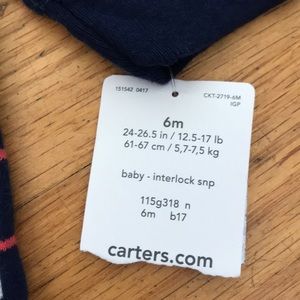 151542 0417
CKT-2719-6M
IGP
6m
24-26.5 in / 12.5-17 lb
61-67 cm / 5,7-7,5 kg
baby - interlock snp
115g318 n
6m b17
carters.com